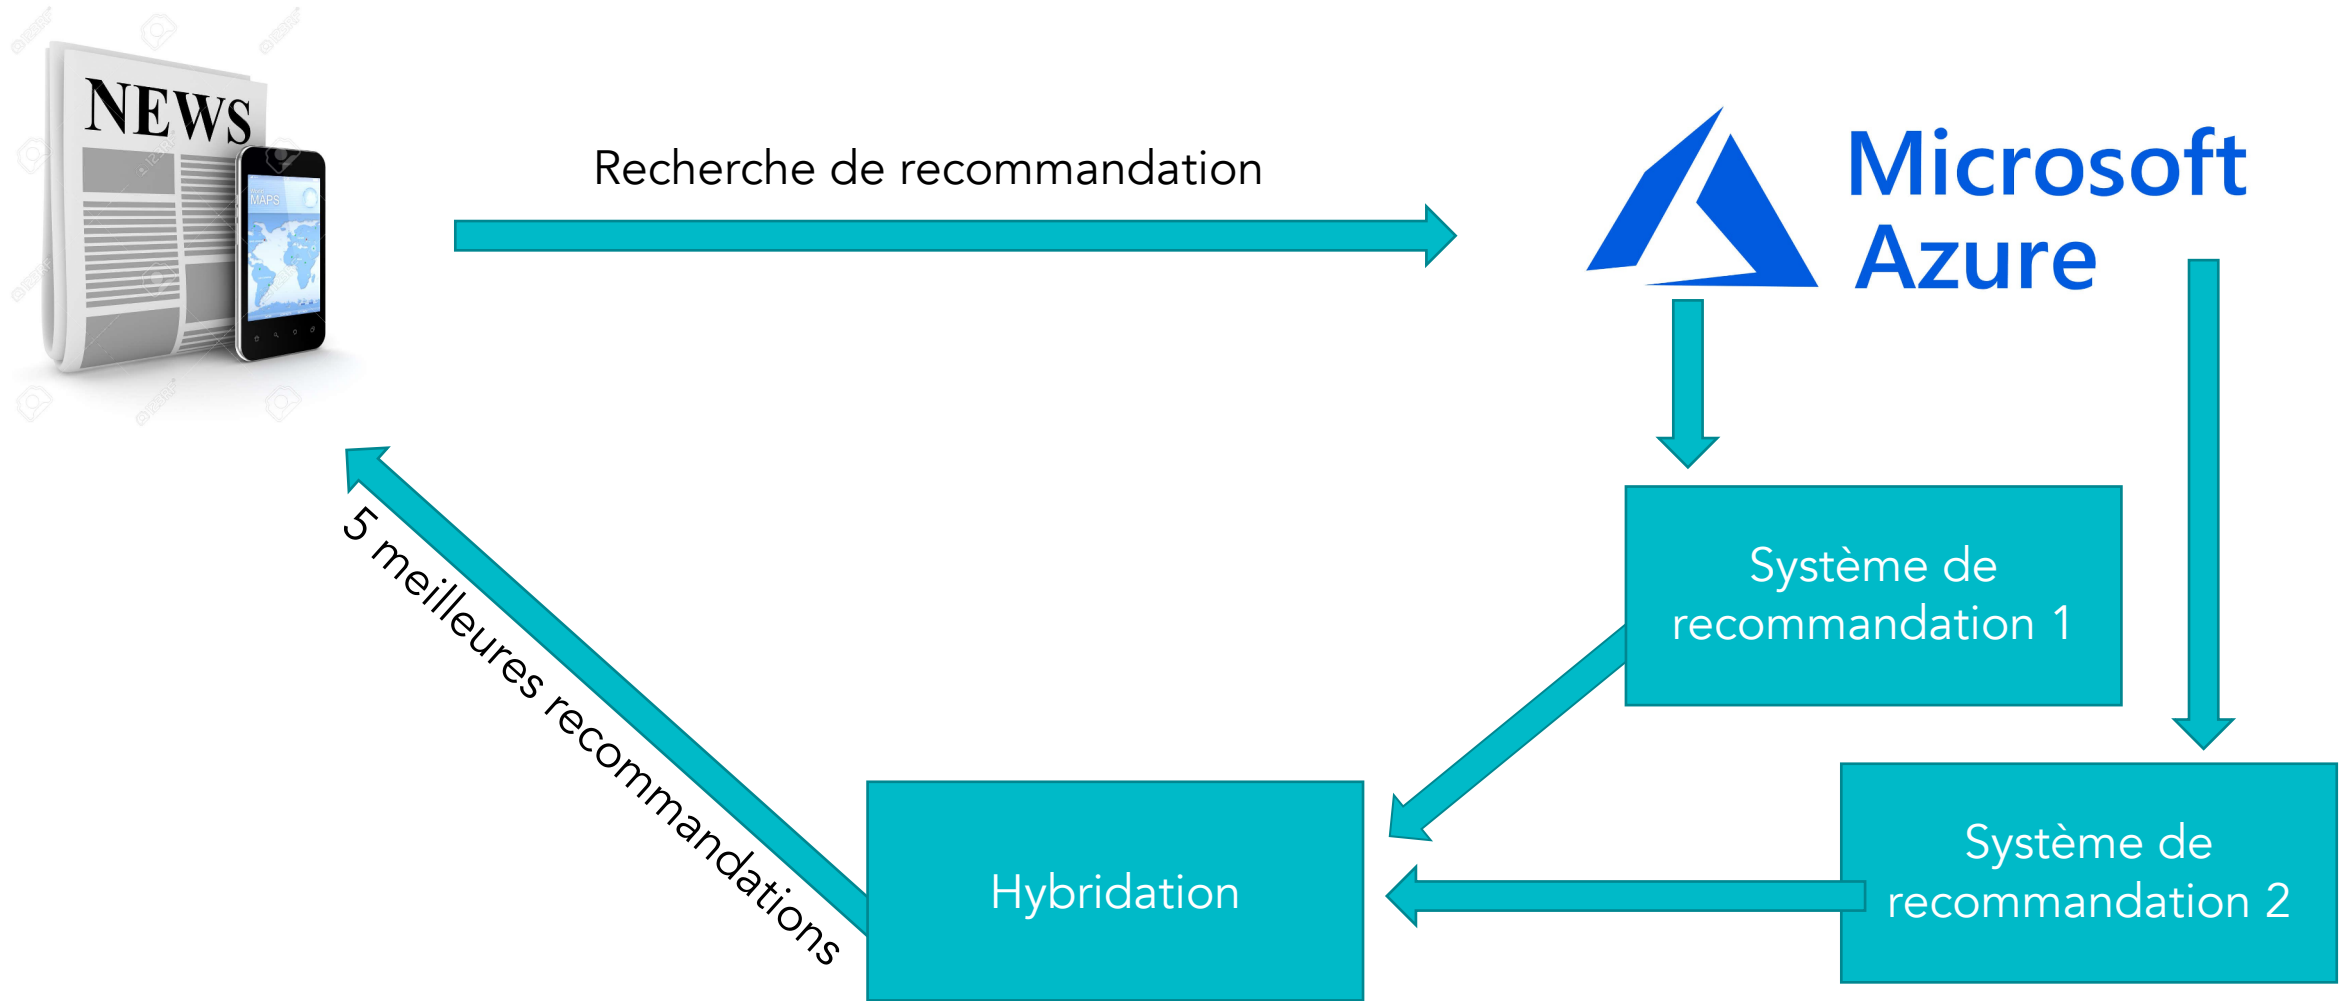 NEWS
MAPS
Recherche de recommandation
Microsoft
Azure
5 meilleures recommandations
Système de
recommandation 1
Hybridation
Système de
recommandation 2
123RF